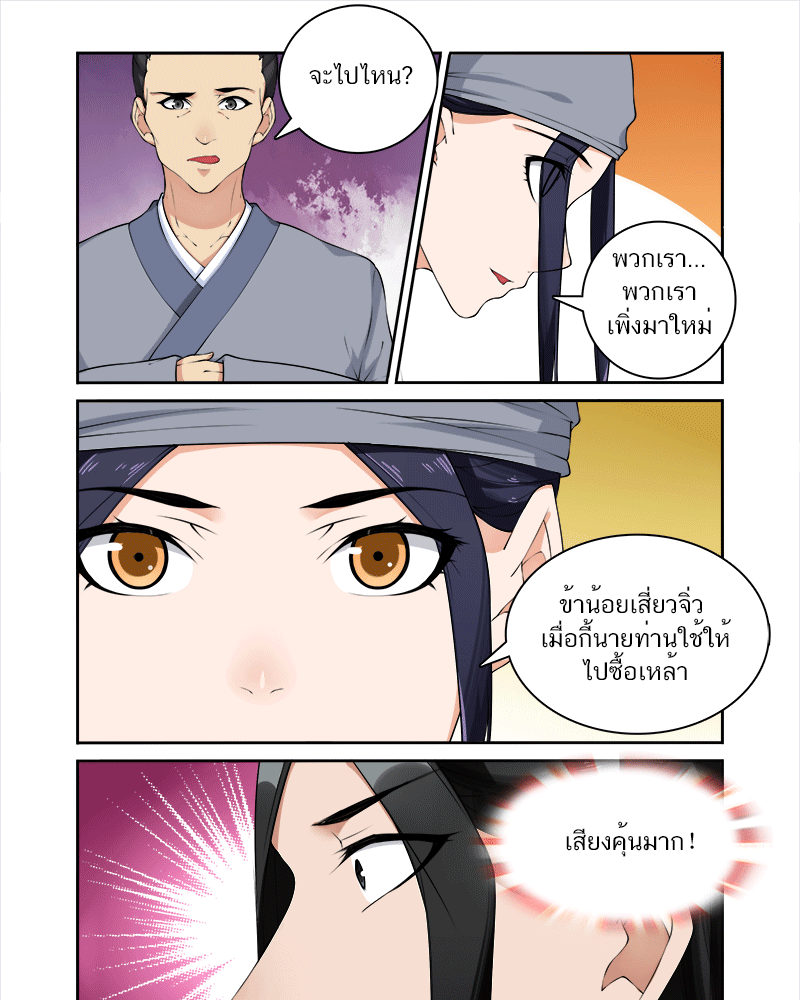 จะไปไหน?
พวกเรา...
พวกเรา
เพิ่งมาใหม่
ข้าน้อยเสี่ยวจิ่ว
เมื่อกี้นายท่านใช้ให้
ไปซื้อเหล้า
เสียงคุ้นมาก!